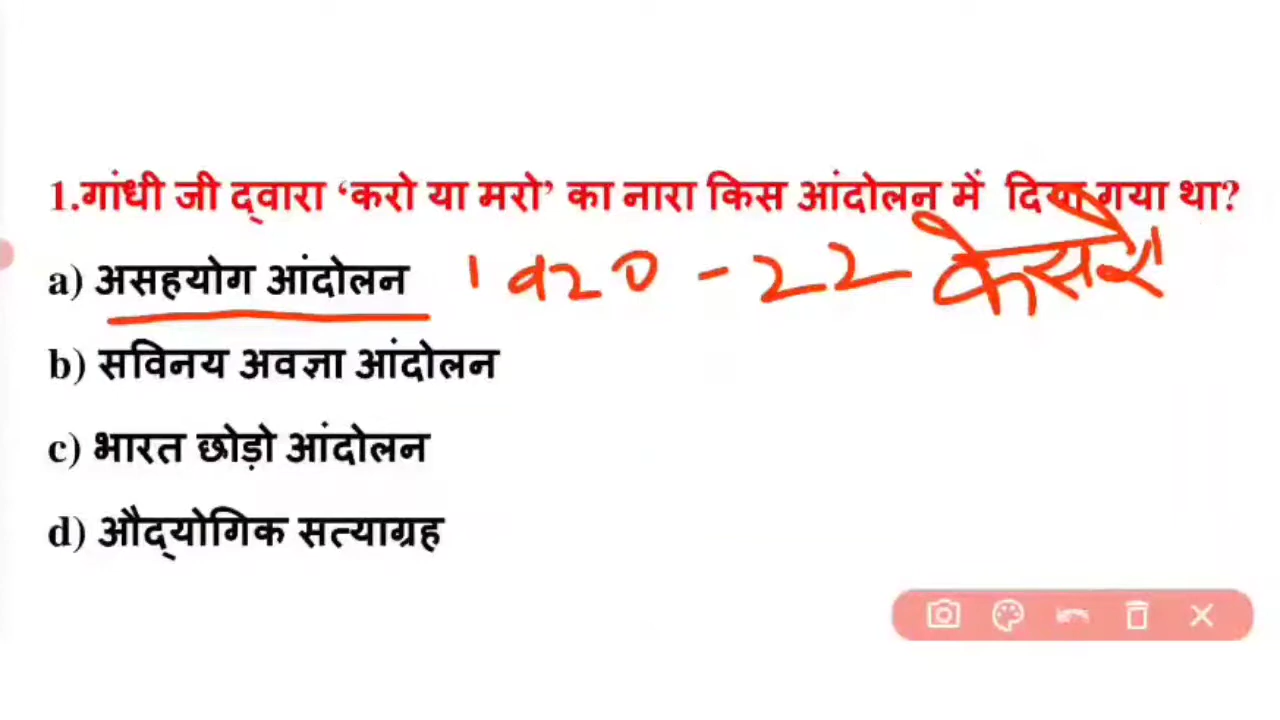 1.गांधी जी द्वारा ‘करो या मरो’ का नारा किस आंदोलन में दिया गया था?
a) असहयोग आंदोलन 1920 - 22
b) सविनय अवज्ञा आंदोलन
c) भारत छोड़ो आंदोलन
d) औद्योगिक सत्याग्रह